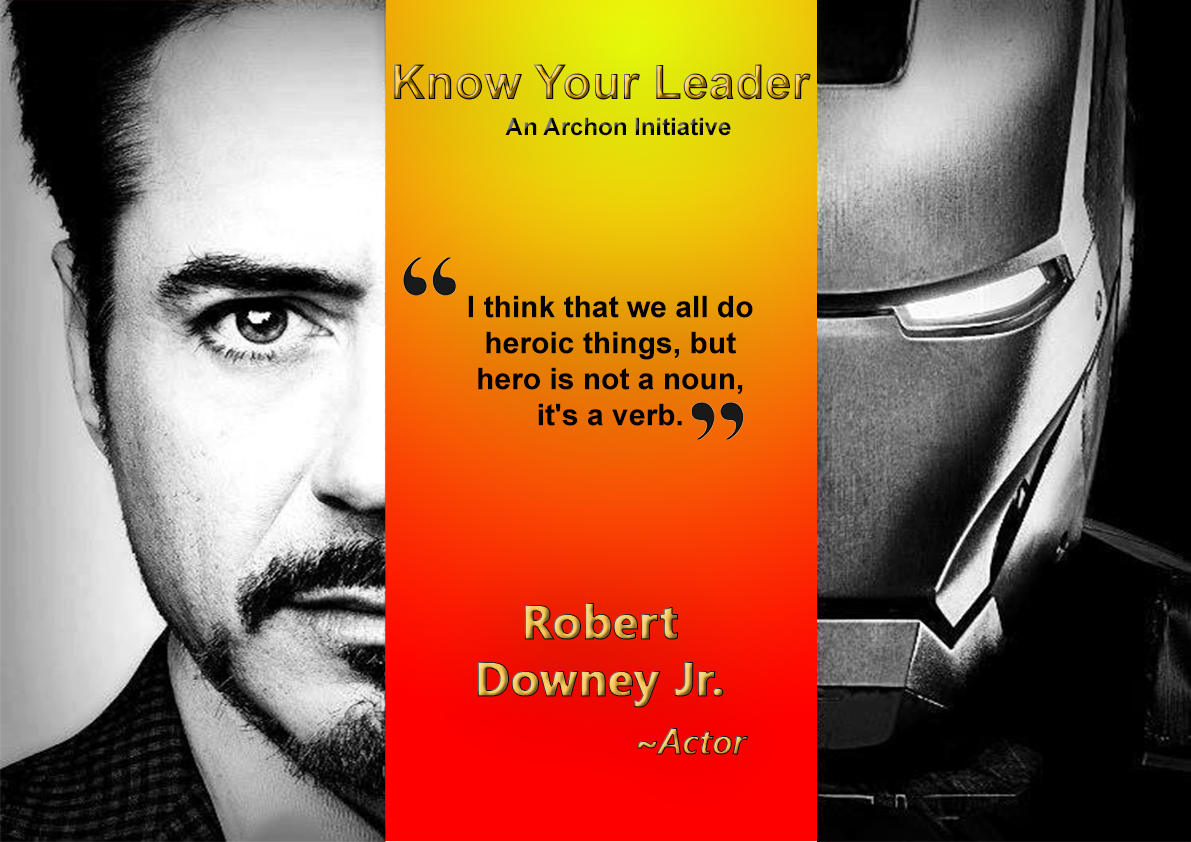 Know Your Leader
An Archon Initiative
“ I think that we all do
heroic things, but
hero is not a noun,
it's a verb. ”
Robert
Downey Jr.
~Actor